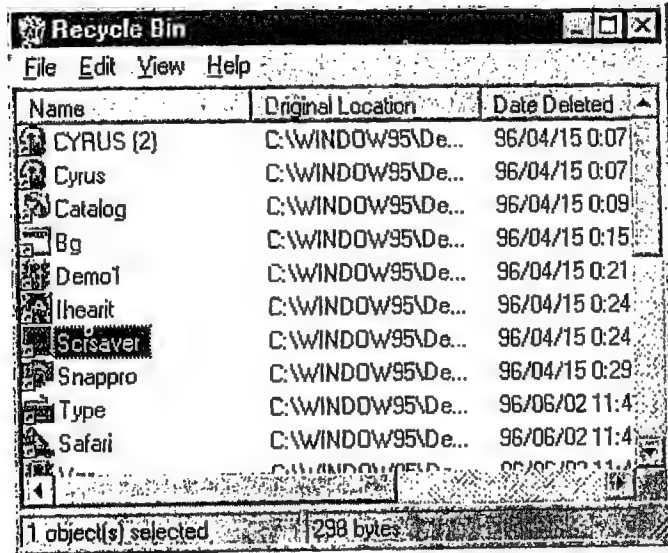 Recycle Bin
File Edit View Help
Name Original Location Date Deleted
CYRUS (2) C:\WINDOW95\De... 96/04/15 0:07
Cyrus C:\WINDOW95\De... 96/04/15 0:07
Catalog C:\WINDOW95\De... 96/04/15 0:09
Bg C:\WINDOW95\De... 96/04/15 0:15
Demo1 C:\WINDOW95\De... 96/04/15 0:21
Ihearit C:\WINDOW95\De... 96/04/15 0:24
Scrsaver C:\WINDOW95\De... 96/04/15 0:24
Snappro C:\WINDOW95\De... 96/04/15 0:29
Type C:\WINDOW95\De... 96/06/02 11:4
Safari C:\WINDOW95\De... 96/06/02 11:4
1 object(s) selected 298 bytes